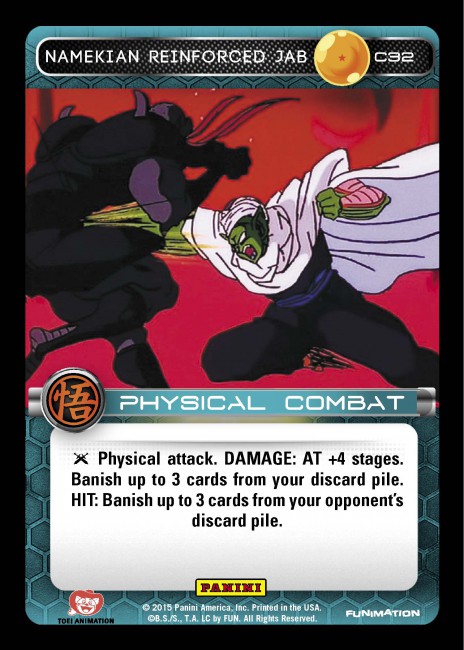 NAMEKIAN REINFORCED JAB C92
悟
PHYSICAL COMBAT
Physical attack. DAMAGE: AT +4 stages.
Banish up to 3 cards from your discard pile.
HIT: Banish up to 3 cards from your opponent's
discard pile.
PANINI
TOEI ANIMATION
© 2015 Panini America, Inc. Printed in the USA.
©B.S./S., T.A. LC by FUN. All Rights Reserved.
FUNIMATION